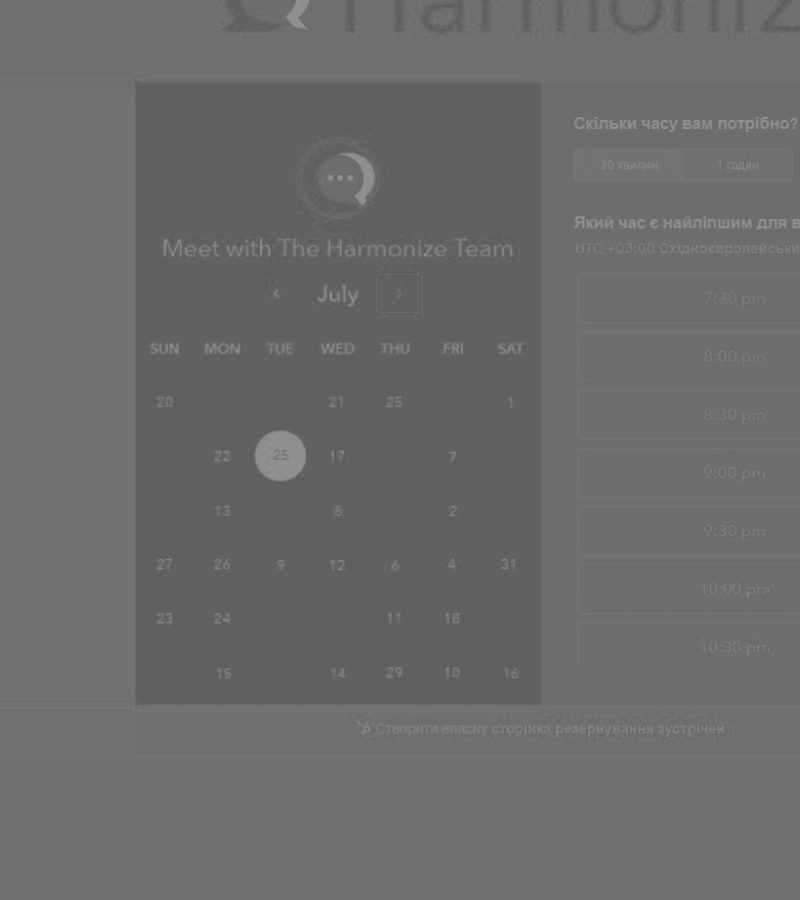 Harmoniz
Скільки часу вам потрібно?
30 хвилин 1 годин
Який час є найліпшим для в
UTC +03:00 Східноєвропейськи
7:30 pm
8:00 pm
8:30 pm
9:00 pm
9:30 pm
10:00 pm
10:30 pm
Meet with The Harmonize Team
July
SUN MON TUE WED THU FRI SAT
20 21 25 1
22 25 17 7
13 8 2
27 26 9 12 6 4 31
23 24 11 18
15 14 29 10 16
Створити власну сторінка резервування зустрічей